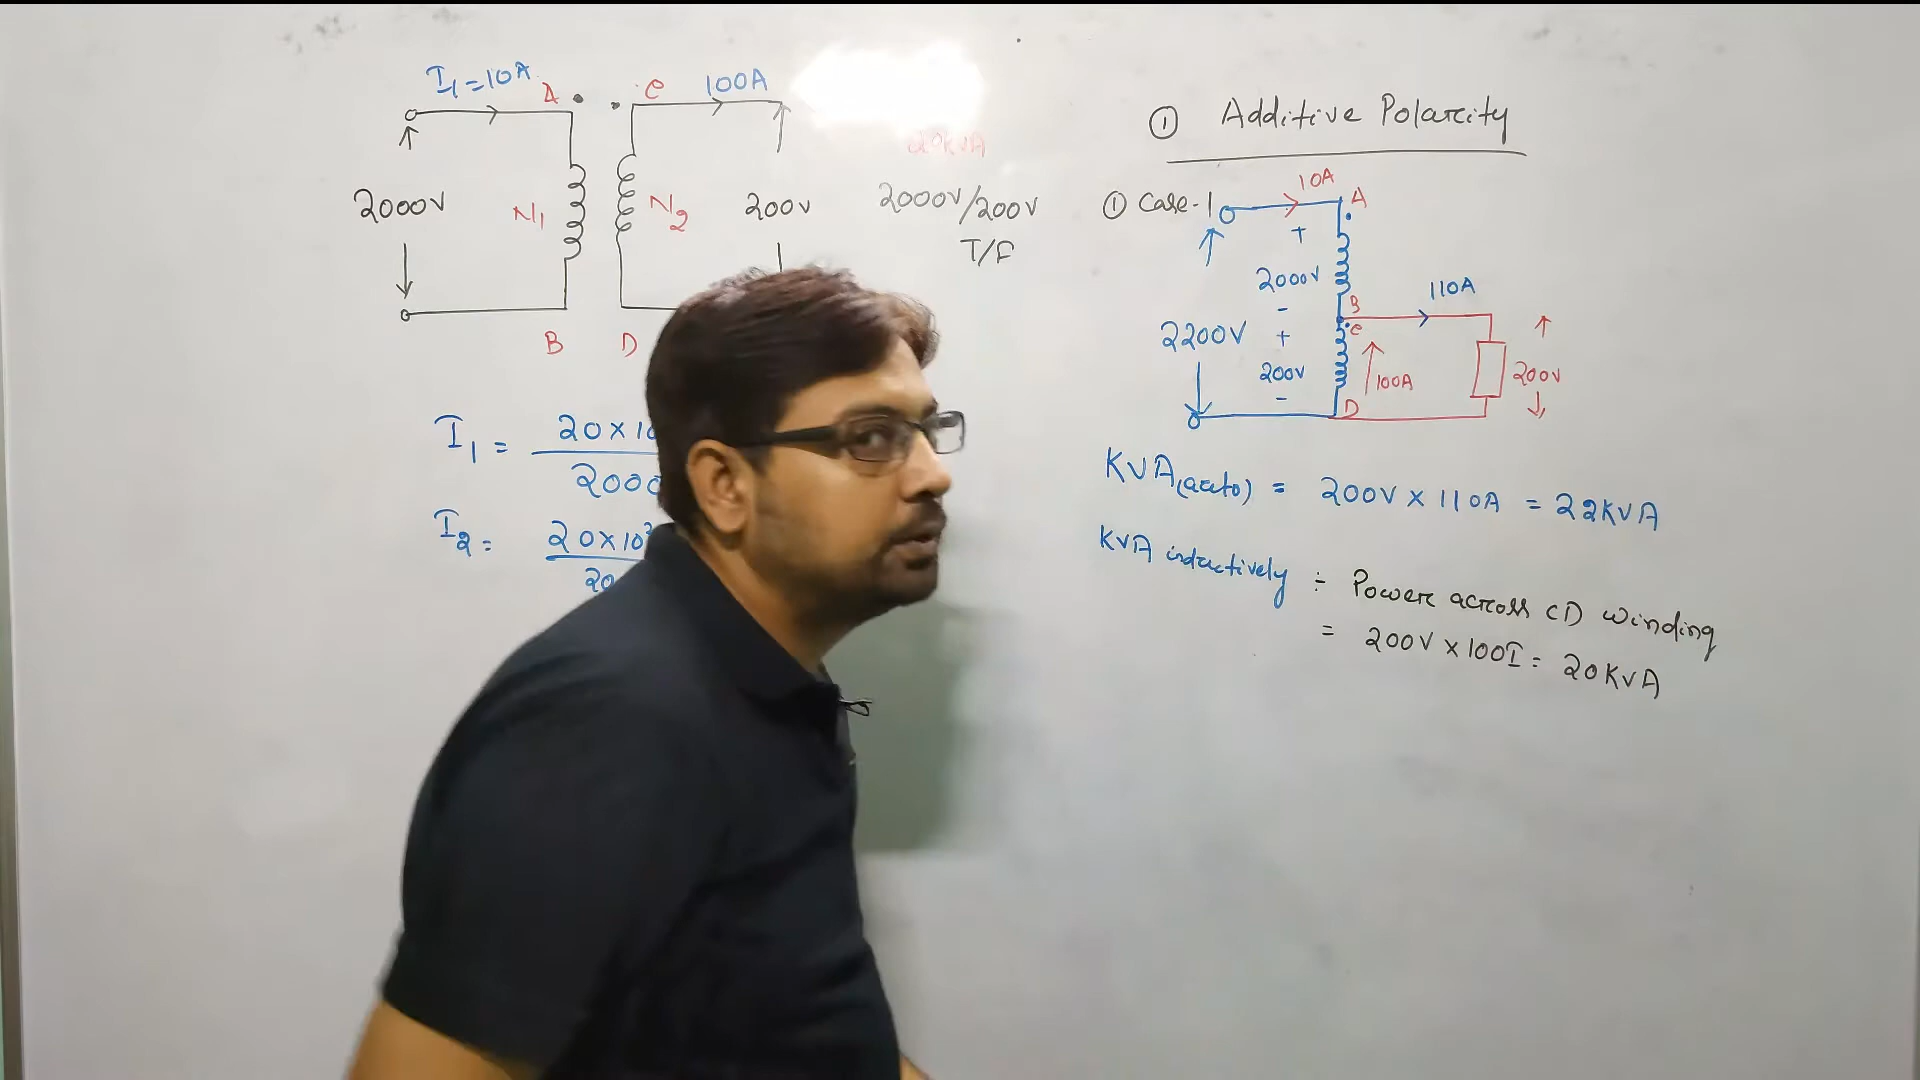 I₁=10A
A
C
100A
2000V
N₁
N₂
200V
B
D
20KVA
2000V/200V
T/F
I₁ = 20×10
2000
I₂ = 20×10³
20
① Additive Polarity
① Case-1
10A
A
+
2000V
-
B
C
110A
2200V
+
200V
-
100A
200V
D
KVA(auto) = 200V × 110A = 22KVA
KVA inductively ÷ Power across CD winding
= 200V × 100I = 20KVA